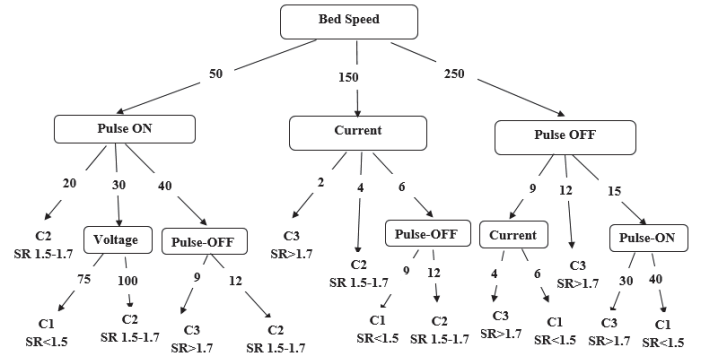 Bed Speed
50
150
250
Pulse ON
Current
Pulse OFF
20
30
40
2
4
6
9
12
15
C2
SR 1.5-1.7
Voltage
Pulse-OFF
C3
SR>1.7
C2
SR 1.5-1.7
Pulse-OFF
Current
C3
SR>1.7
Pulse-ON
75
100
9
12
9
12
4
6
30
40
C1
SR<1.5
C2
SR 1.5-1.7
C3
SR>1.7
C2
SR 1.5-1.7
C1
SR<1.5
C2
SR 1.5-1.7
C3
SR>1.7
C1
SR<1.5
C3
SR>1.7
C1
SR<1.5